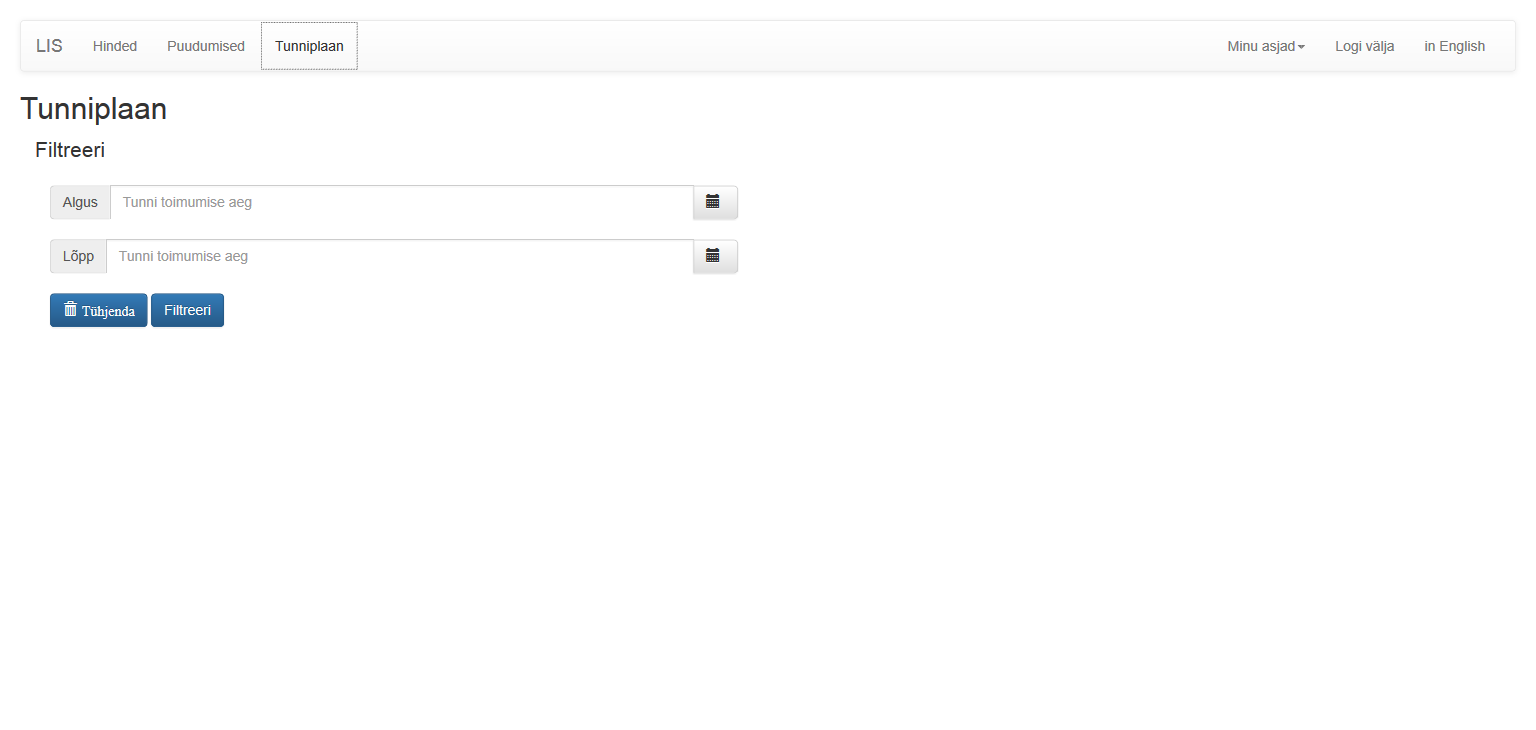 LIS Hinded Puudumised Tunniplaan Minu asjad Logi välja in English
Tunniplaan
Filtreeri
Algus Tunni toimumise aeg
Lõpp Tunni toimumise aeg
Tühjenda Filtreeri